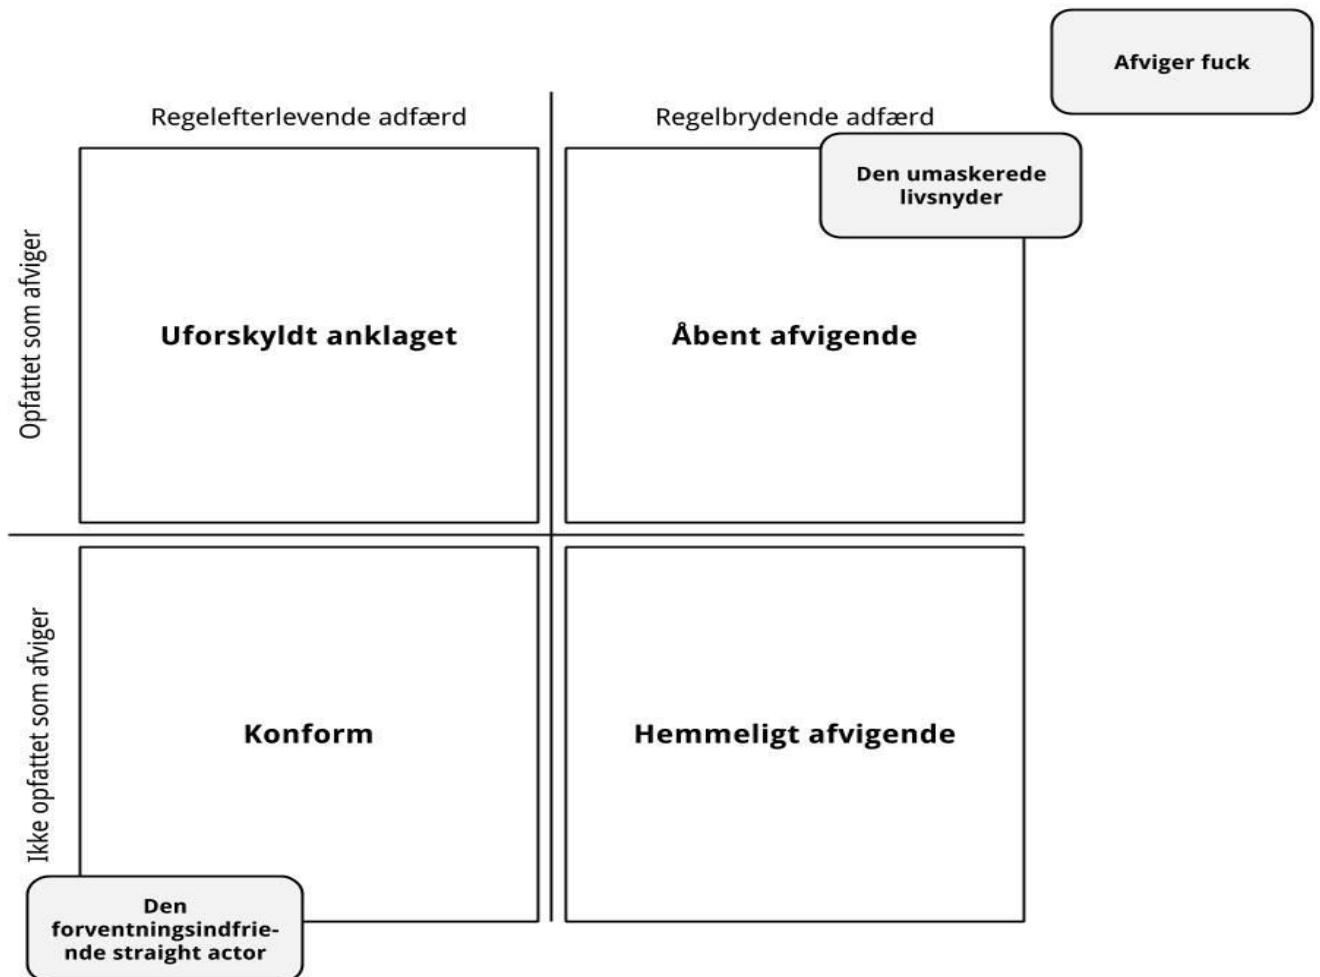 Afviger fuck
Regelefterlevende adfærd
Regelbrydende adfærd
Den umaskerede
livsnyder
Opfattet som afviger
Uforskyldt anklaget
Åbent afvigende
Ikke opfattet som afviger
Konform
Hemmeligt afvigende
Den
forventningsindfrie-
nde straight actor